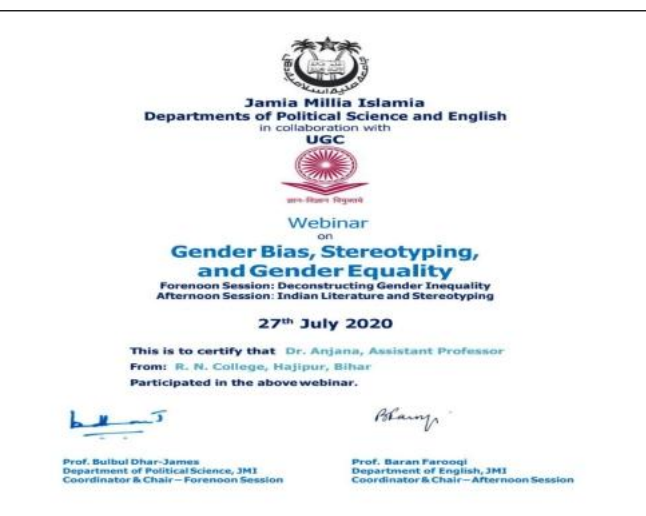 Jamia Millia Islamia
Departments of Political Science and English
in collaboration with
UGC
ज्ञान-विज्ञान विमुक्तये
Webinar
on
Gender Bias, Stereotyping,
and Gender Equality
Forenoon Session: Deconstructing Gender Inequality
Afternoon Session: Indian Literature and Stereotyping
27th July 2020
This is to certify that Dr. Anjana, Assistant Professor
From: R. N. College, Hajipur, Bihar
Participated in the above webinar.
Prof. Bulbul Dhar-James
Department of Political Science, JMI
Coordinator & Chair – Forenoon Session
Prof. Baran Farooqi
Department of English, JMI
Coordinator & Chair – Afternoon Session